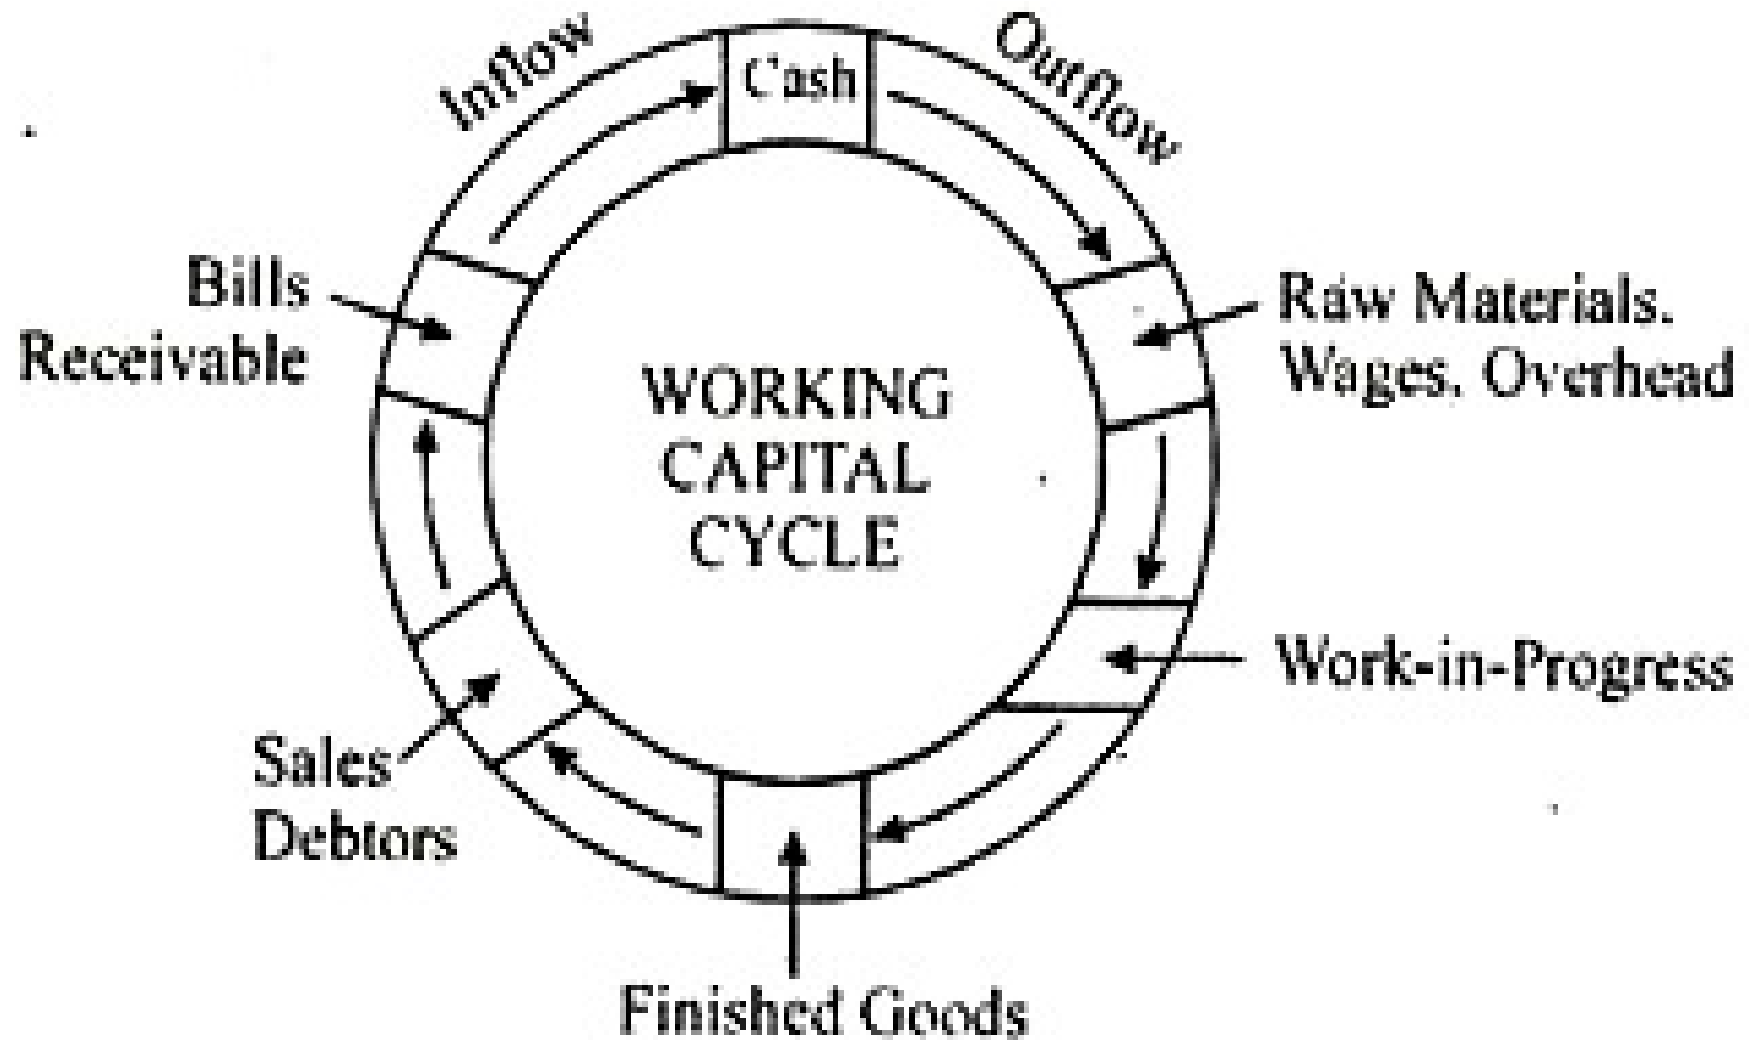 Inflow
Outflow
Cash
Bills
Receivable
Raw Materials.
Wages. Overhead
WORKING
CAPITAL
CYCLE
Work-in-Progress
Sales
Debtors
Finished Goods